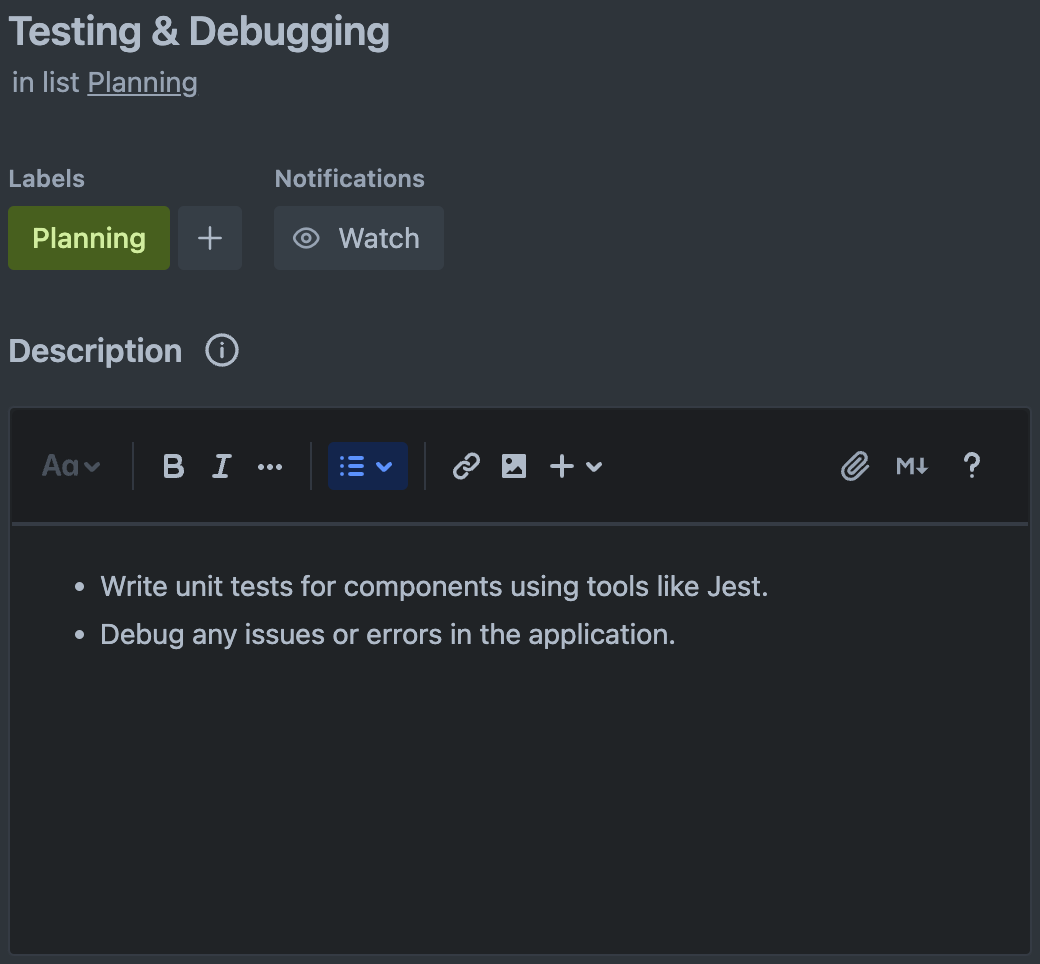 Testing & Debugging
in list Planning
Labels Notifications
Planning + Watch
Description
Aa B I M
Write unit tests for components using tools like Jest.
Debug any issues or errors in the application.